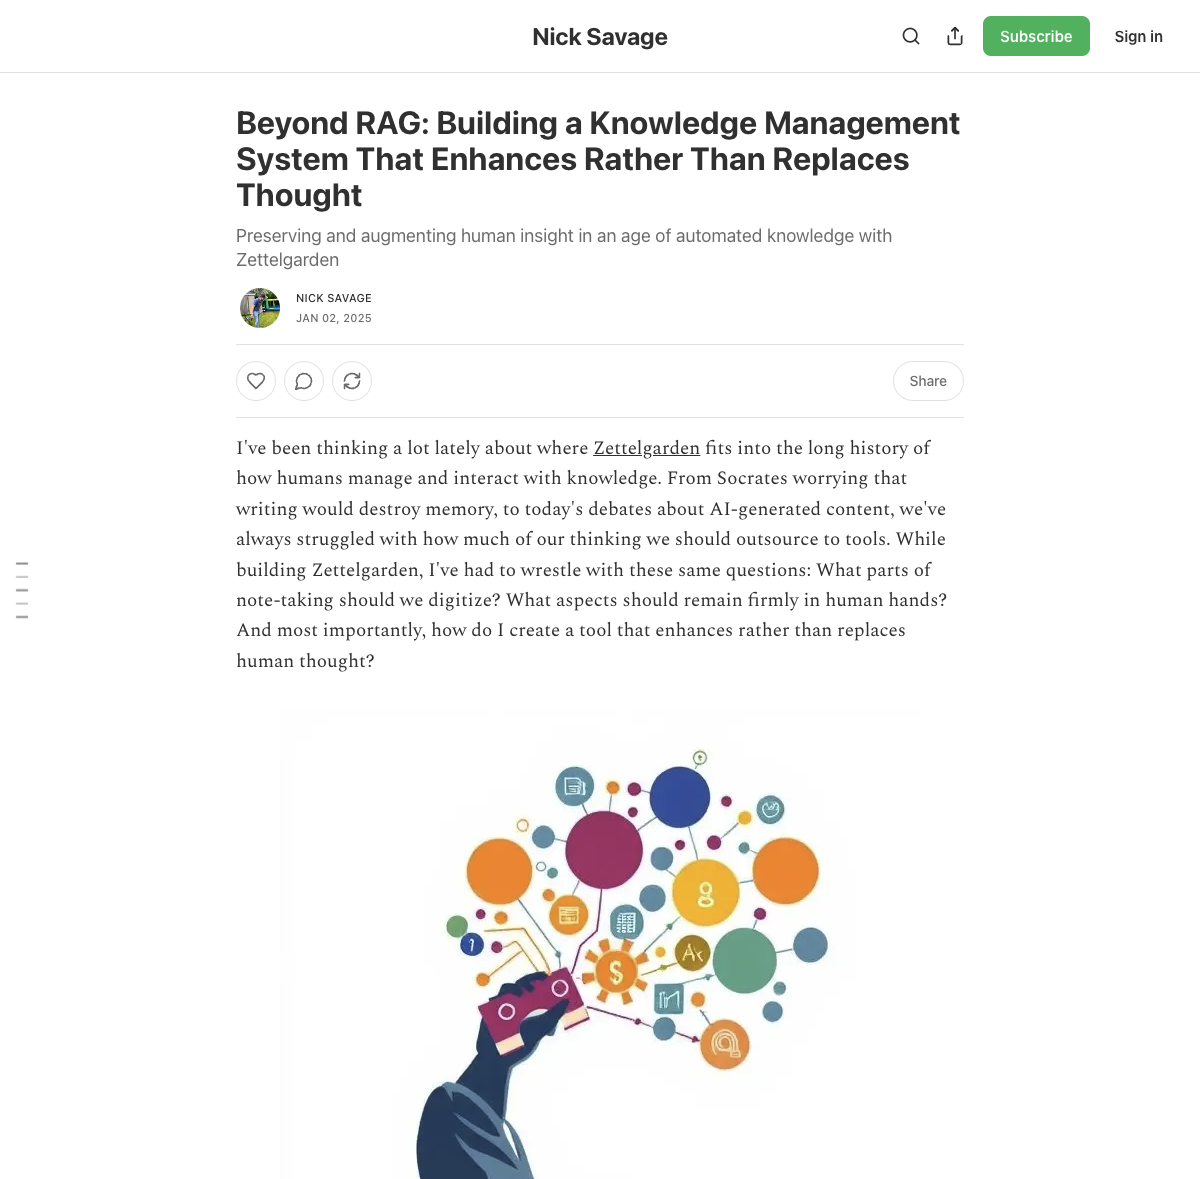 Nick Savage
Subscribe
Sign in
Beyond RAG: Building a Knowledge Management
System That Enhances Rather Than Replaces
Thought
Preserving and augmenting human insight in an age of automated knowledge with
Zettelgarden
NICK SAVAGE
JAN 02, 2025
Share
I've been thinking a lot lately about where Zettelgarden fits into the long history of
how humans manage and interact with knowledge. From Socrates worrying that
writing would destroy memory, to today's debates about AI-generated content, we've
always struggled with how much of our thinking we should outsource to tools. While
building Zettelgarden, I've had to wrestle with these same questions: What parts of
note-taking should we digitize? What aspects should remain firmly in human hands?
And most importantly, how do I create a tool that enhances rather than replaces
human thought?
$